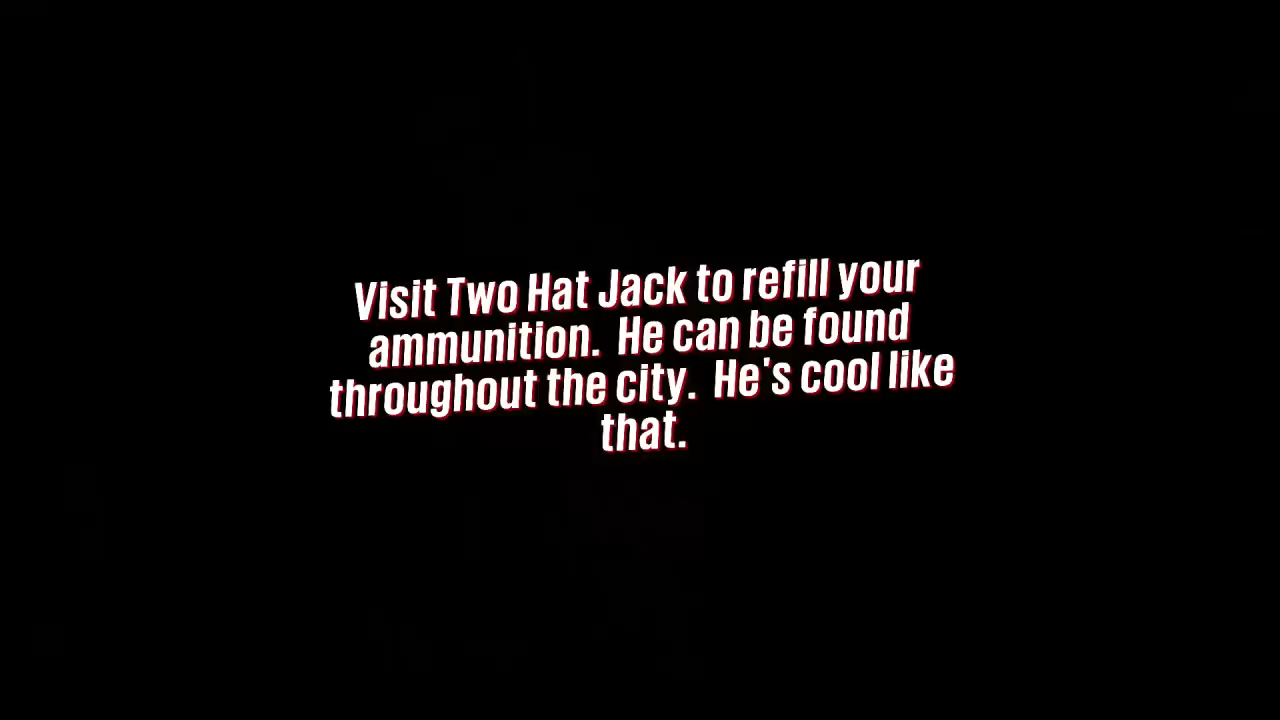 Visit Two Hat Jack to refill your
ammunition.  He can be found
throughout the city.  He's cool like
that.